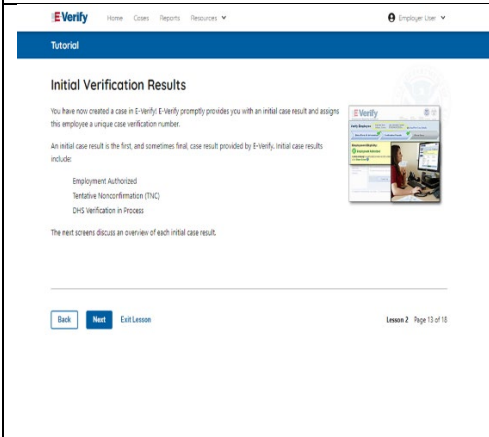 E-Verify Home Cases Reports Resources Employer User
Tutorial
Initial Verification Results
You have now created a case in E-Verify! E-Verify promptly provides you with an initial case result and assigns
this employee a unique case verification number.
An initial case result is the first, and sometimes final, case result provided by E-Verify. Initial case results
include:
Employment Authorized
Tentative Nonconfirmation (TNC)
DHS Verification in Process
The next screens discuss an overview of each initial case result.
E-Verify
Back Next Exit Lesson Lesson 2 Page 13 of 18